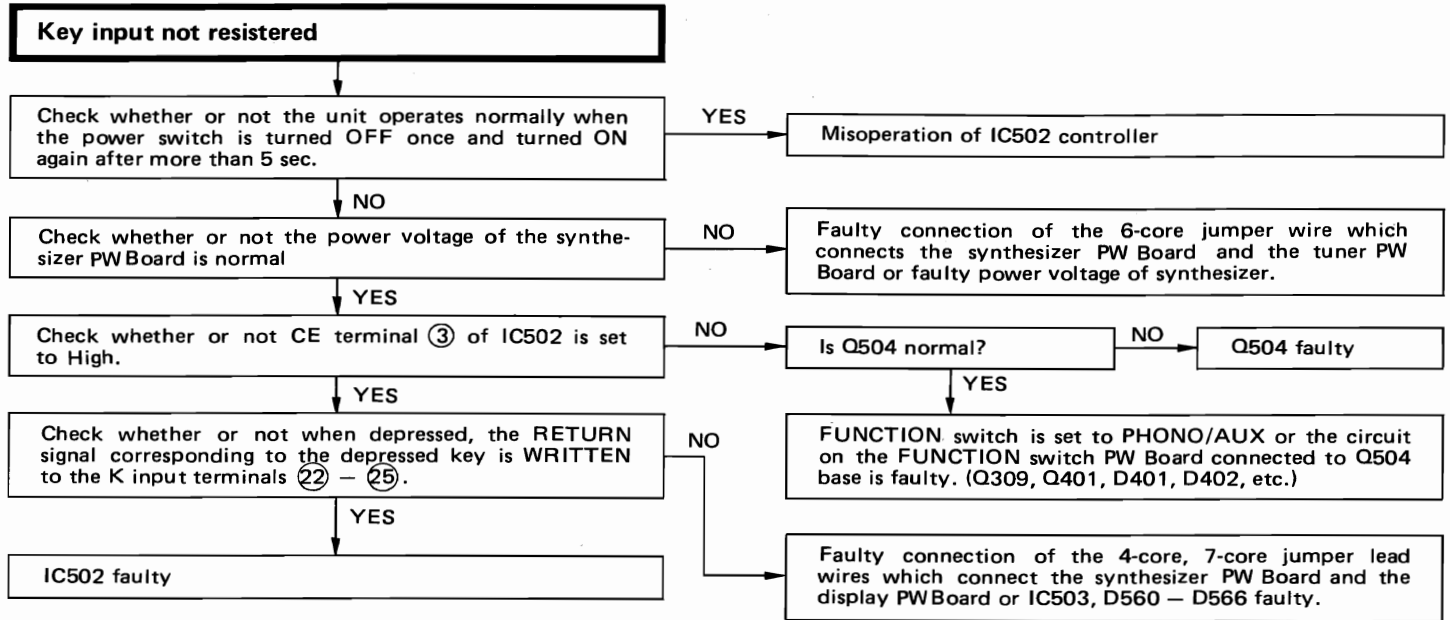 Key input not resistered
Check whether or not the unit operates normally when
the power switch is turned OFF once and turned ON
again after more than 5 sec.
YES
Misoperation of IC502 controller
NO
Check whether or not the power voltage of the synthe-
sizer PW Board is normal
NO
Faulty connection of the 6-core jumper wire which
connects the synthesizer PW Board and the tuner PW
Board or faulty power voltage of synthesizer.
YES
Check whether or not CE terminal ③ of IC502 is set
to High.
NO
Is Q504 normal?
NO
Q504 faulty
YES
YES
Check whether or not when depressed, the RETURN
signal corresponding to the depressed key is WRITTEN
to the K input terminals ㉒ – ㉕.
NO
FUNCTION switch is set to PHONO/AUX or the circuit
on the FUNCTION switch PW Board connected to Q504
base is faulty. (Q309, Q401, D401, D402, etc.)
YES
IC502 faulty
Faulty connection of the 4-core, 7-core jumper lead
wires which connect the synthesizer PW Board and the
display PW Board or IC503, D560 – D566 faulty.